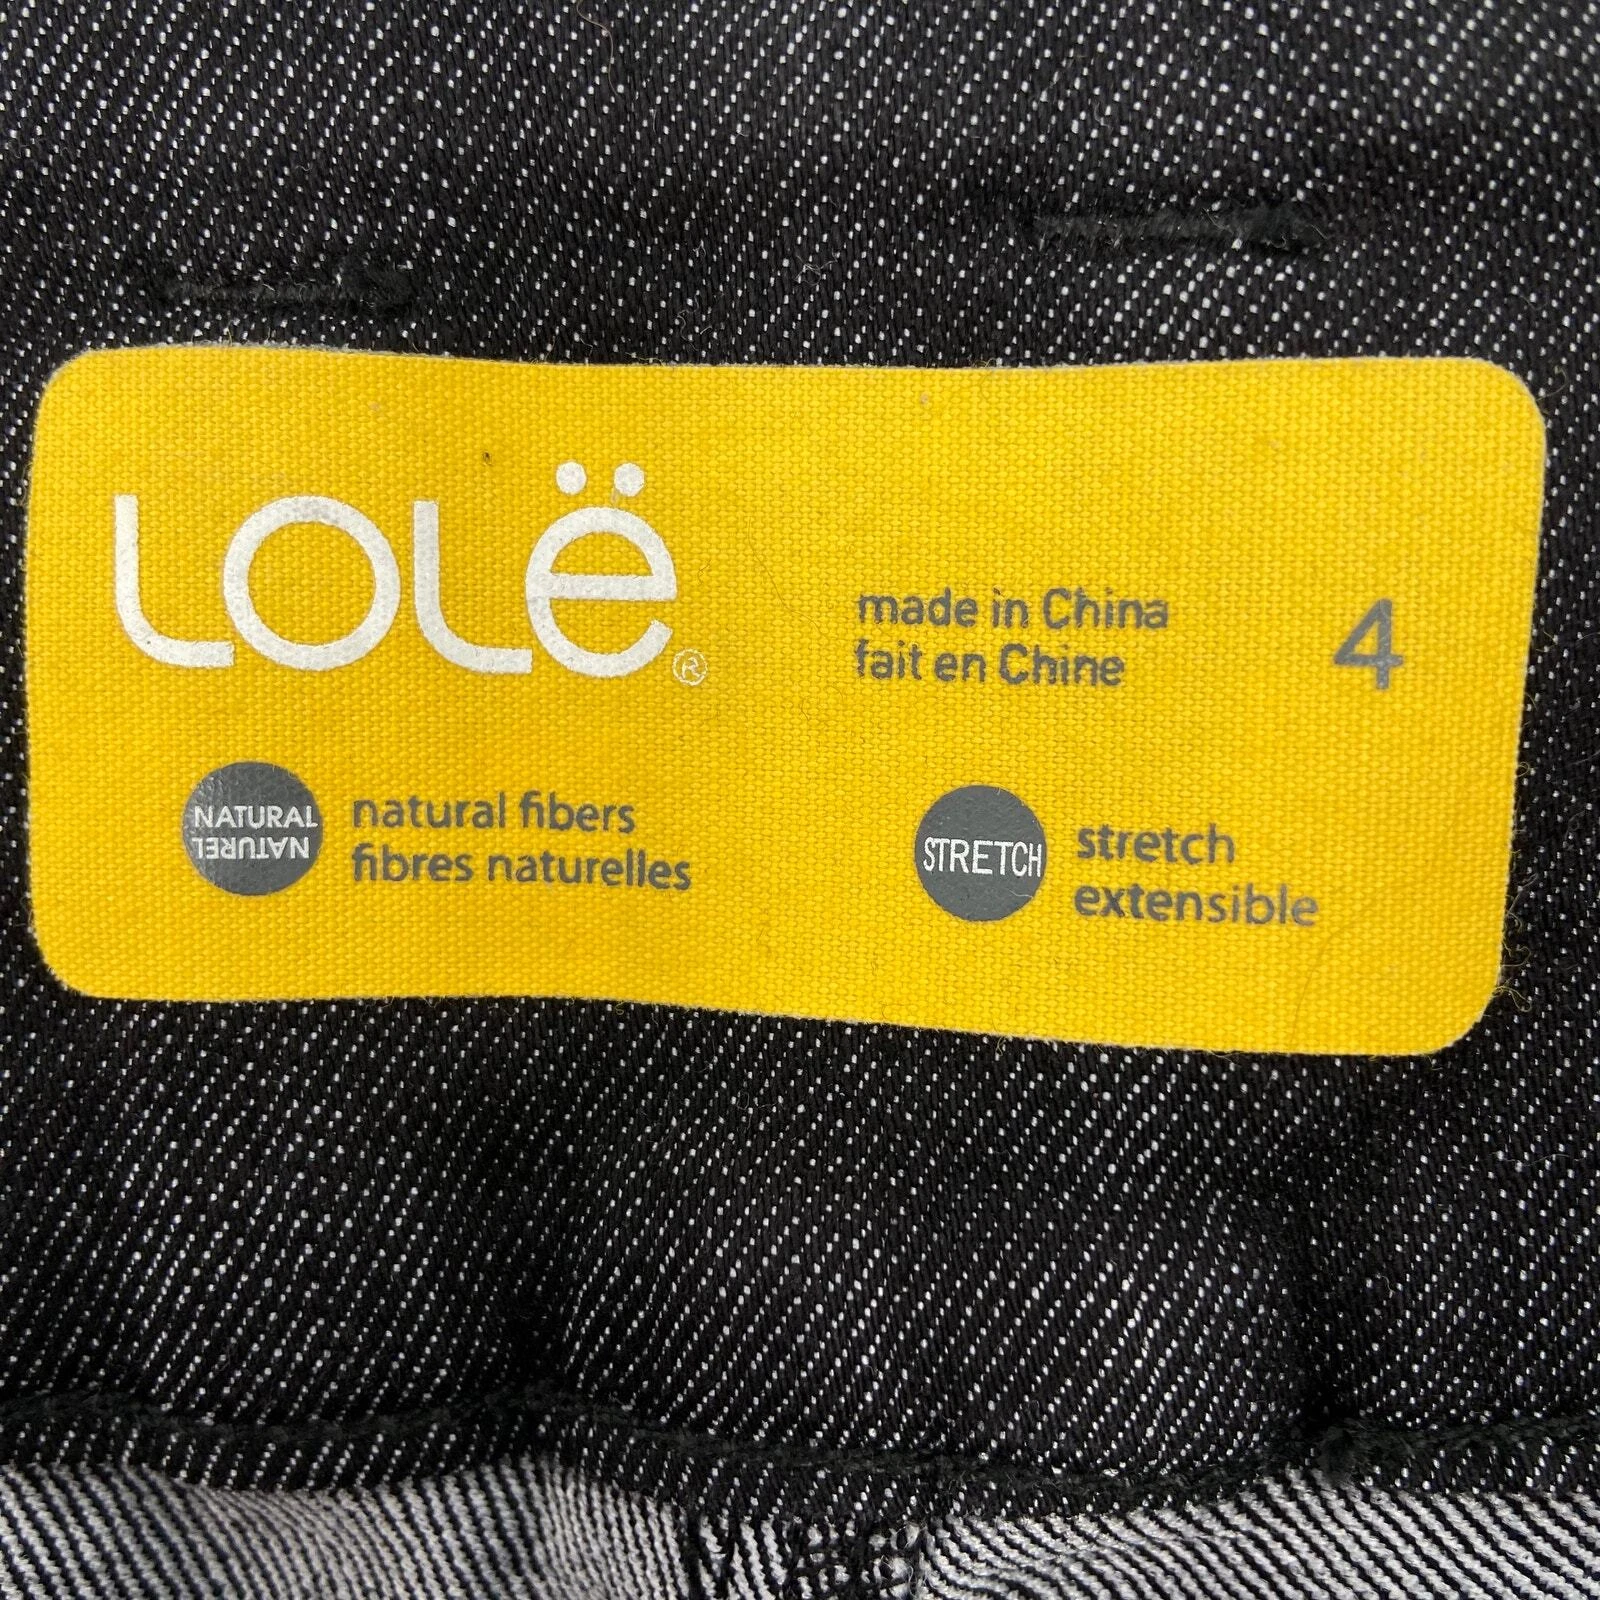 Lolë®
made in China
fait en Chine
4
NATURAL
NATUREL
natural fibers
fibres naturelles
STRETCH
stretch
extensible